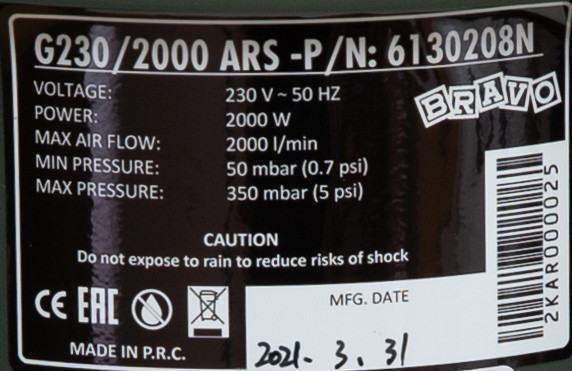 G230/2000 ARS -P/N: 6130208N
VOLTAGE: 230 V ~ 50 HZ
POWER: 2000 W
MAX AIR FLOW: 2000 l/min
MIN PRESSURE: 50 mbar (0.7 psi)
MAX PRESSURE: 350 mbar (5 psi)
BRAVO
2KAR000025
CAUTION
Do not expose to rain to reduce risks of shock
CE EAC
MFG. DATE
MADE IN P.R.C.
2021. 3. 31